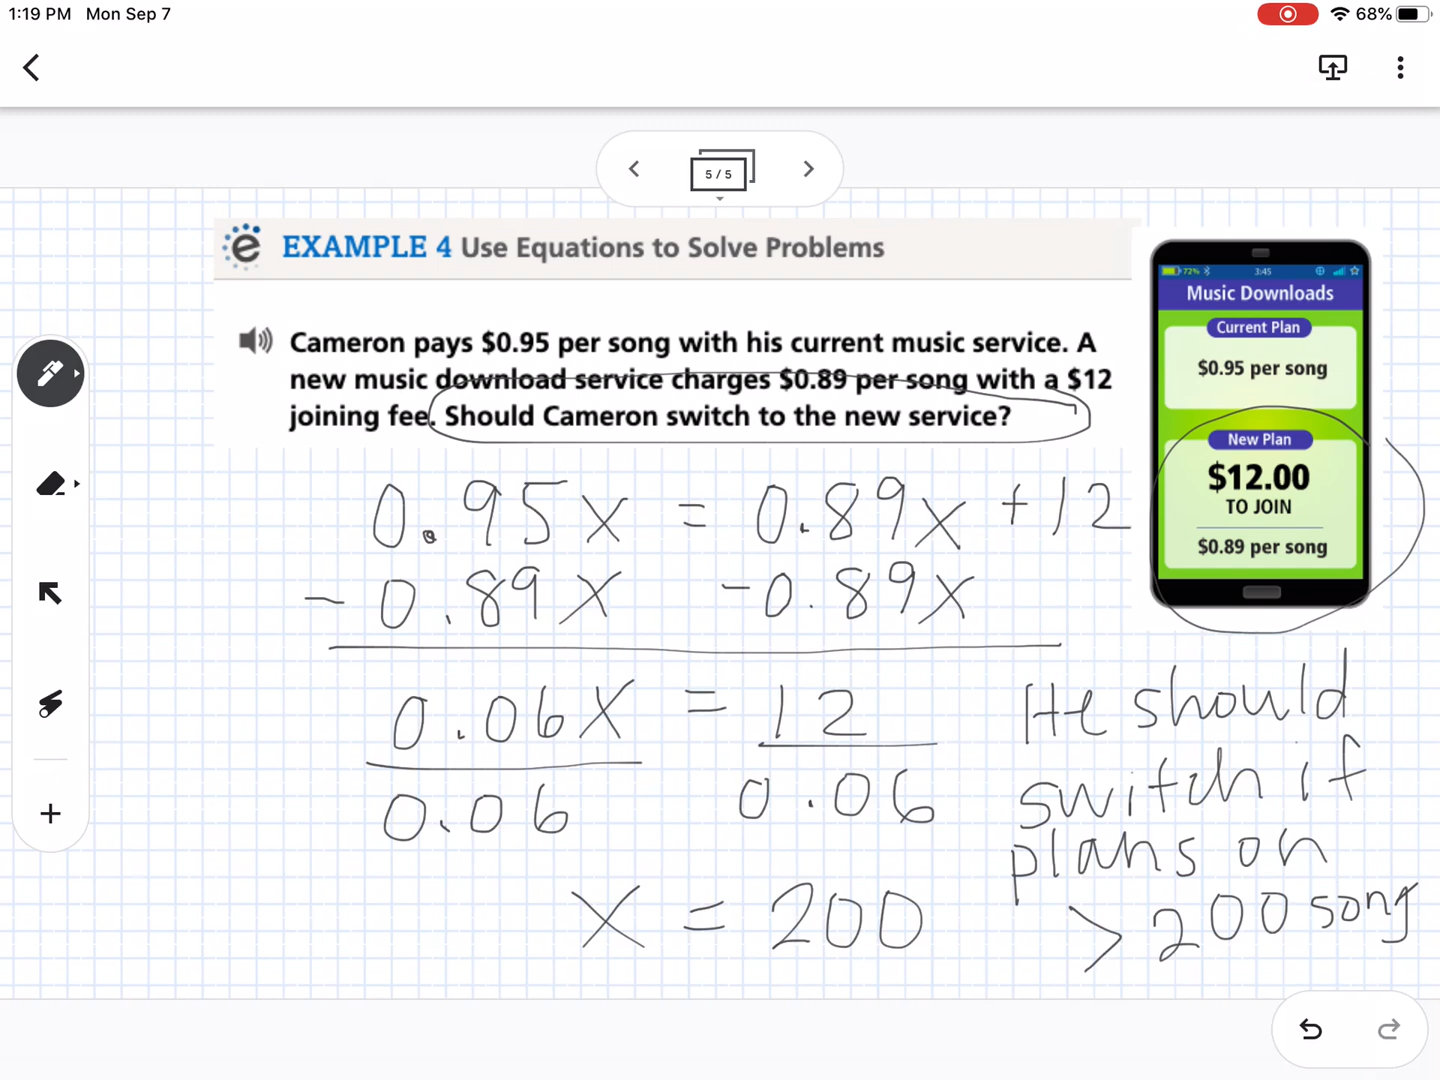 1:19 PM Mon Sep 7
68%
5 / 5
e EXAMPLE 4 Use Equations to Solve Problems
Cameron pays $0.95 per song with his current music service. A
new music download service charges $0.89 per song with a $12
joining fee. Should Cameron switch to the new service?
72% 3:45
Music Downloads
Current Plan
$0.95 per song
New Plan
$12.00
TO JOIN
$0.89 per song
0.95x = 0.89x + 12
- 0.89x - 0.89x
0.06x = 12
0.06 0.06
x = 200
He should
switch if
plans on
> 200 song